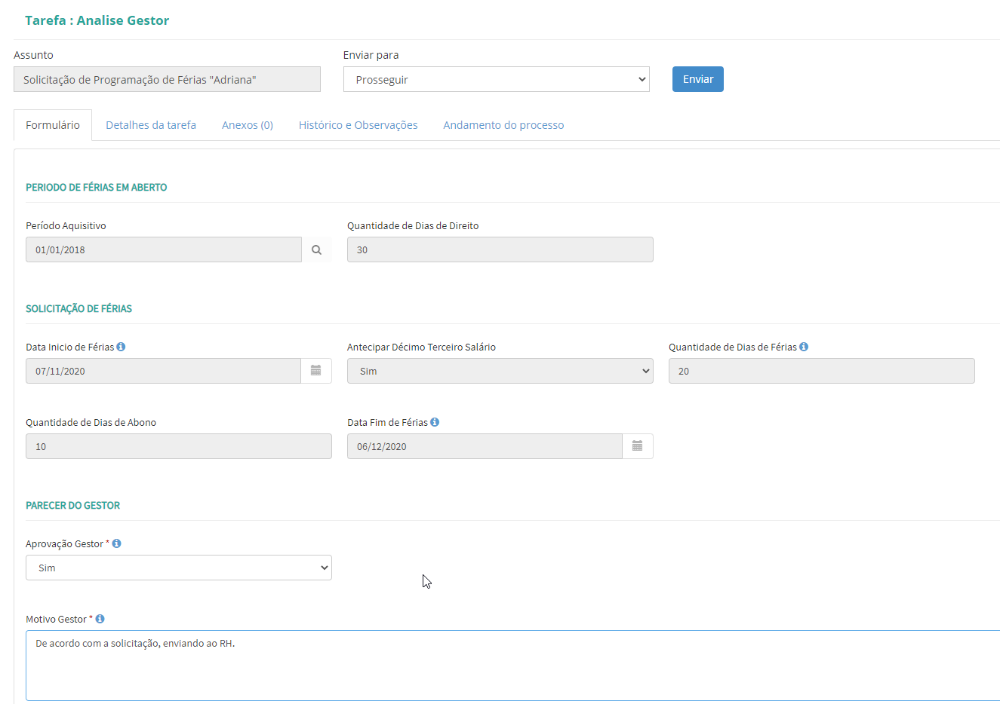 Tarefa : Analise Gestor
Assunto
Enviar para
Solicitação de Programação de Férias "Adriana"
Prosseguir
Enviar
Formulário
Detalhes da tarefa
Anexos (0)
Histórico e Observações
Andamento do processo
PERIODO DE FÉRIAS EM ABERTO
Período Aquisitivo
Quantidade de Dias de Direito
01/01/2018
30
SOLICITAÇÃO DE FÉRIAS
Data Inicio de Férias
Antecipar Décimo Terceiro Salário
Quantidade de Dias de Férias
07/11/2020
Sim
20
Quantidade de Dias de Abono
Data Fim de Férias
10
06/12/2020
PARECER DO GESTOR
Aprovação Gestor *
Sim
Motivo Gestor *
De acordo com a solicitação, enviando ao RH.